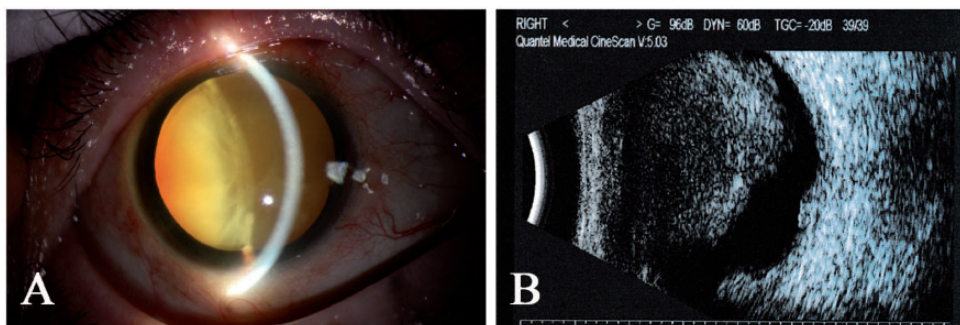 A
RIGHT < > G= 96dB DYN= 60dB TGC= -20dB 39/39
Quantel Medical CineScan V:5.03
B